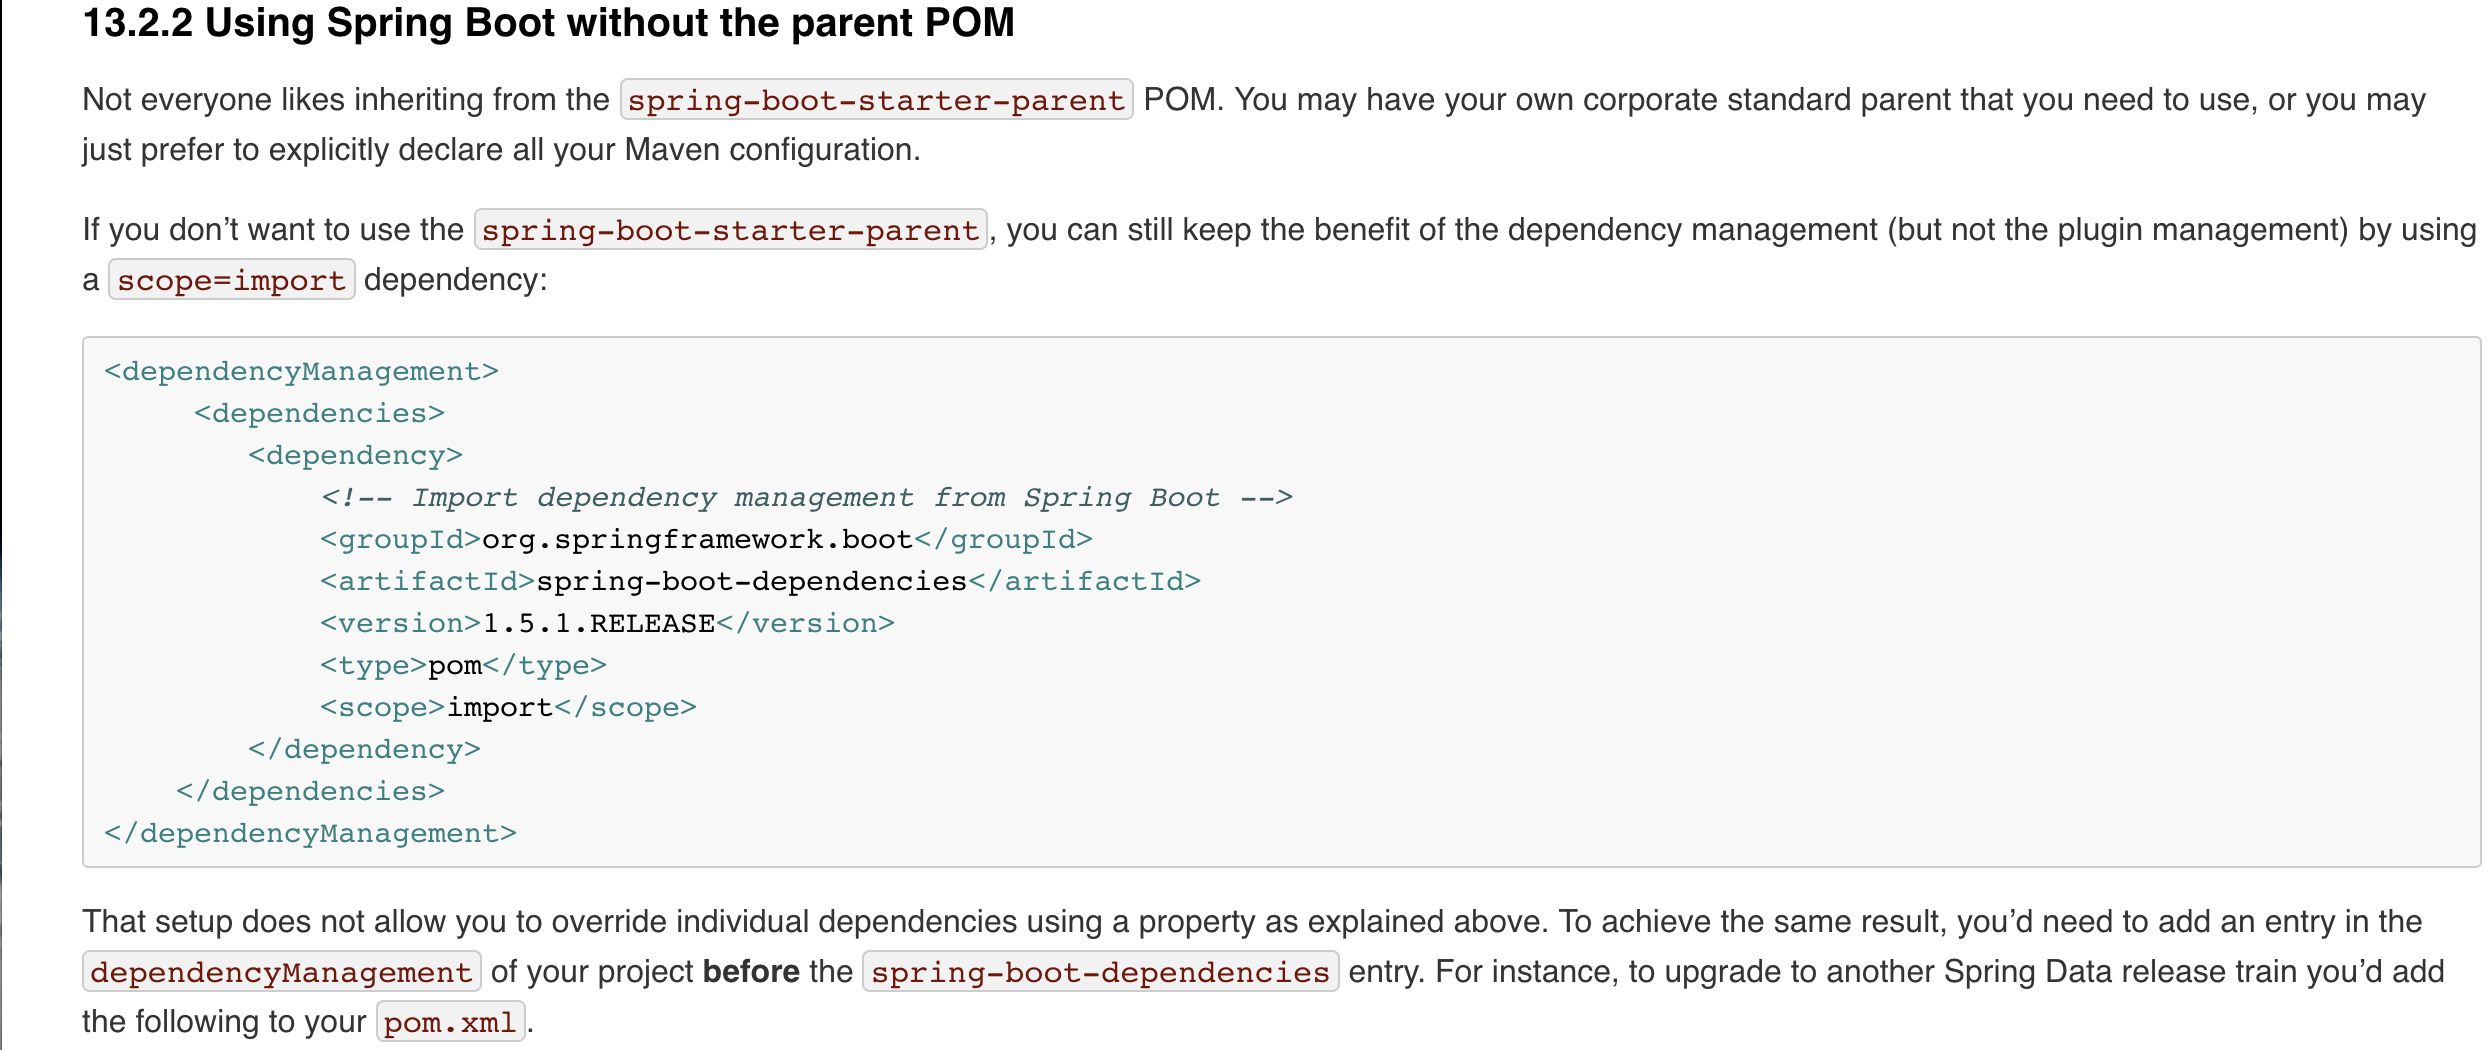 13.2.2 Using Spring Boot without the parent POM
Not everyone likes inheriting from the spring-boot-starter-parent POM. You may have your own corporate standard parent that you need to use, or you may
just prefer to explicitly declare all your Maven configuration.
If you don’t want to use the spring-boot-starter-parent, you can still keep the benefit of the dependency management (but not the plugin management) by using
a scope=import dependency:
<dependencyManagement>
     <dependencies>
        <dependency>
            <!-- Import dependency management from Spring Boot -->
            <groupId>org.springframework.boot</groupId>
            <artifactId>spring-boot-dependencies</artifactId>
            <version>1.5.1.RELEASE</version>
            <type>pom</type>
            <scope>import</scope>
        </dependency>
    </dependencies>
</dependencyManagement>
That setup does not allow you to override individual dependencies using a property as explained above. To achieve the same result, you’d need to add an entry in the
dependencyManagement of your project before the spring-boot-dependencies entry. For instance, to upgrade to another Spring Data release train you’d add
the following to your pom.xml.